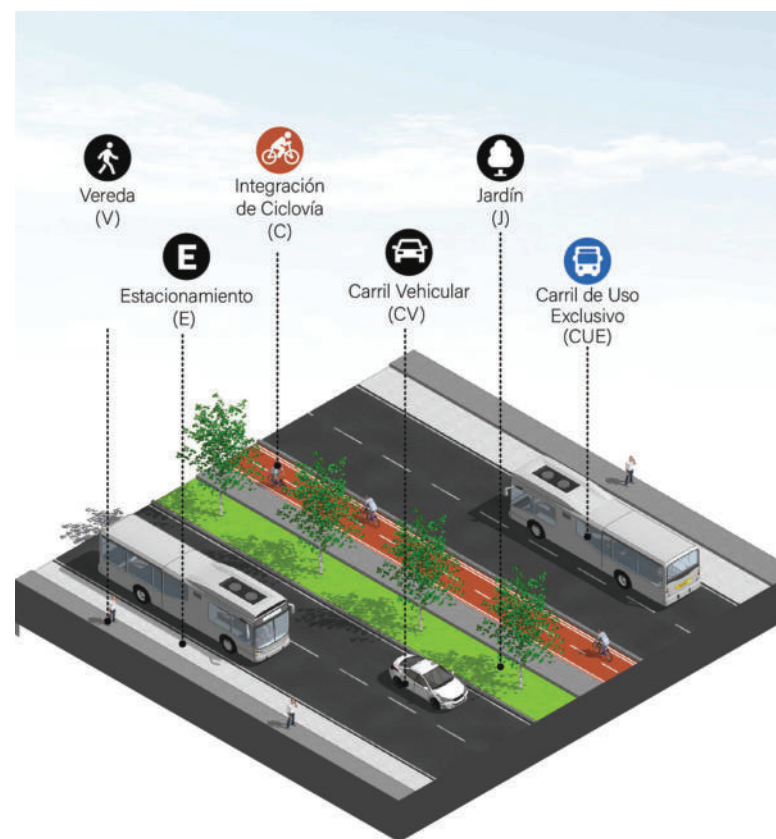 Vereda
(V)
Integración
de Ciclovía
(C)
Jardín
(J)
E
Estacionamiento
(E)
Carril Vehicular
(CV)
Carril de Uso
Exclusivo
(CUE)